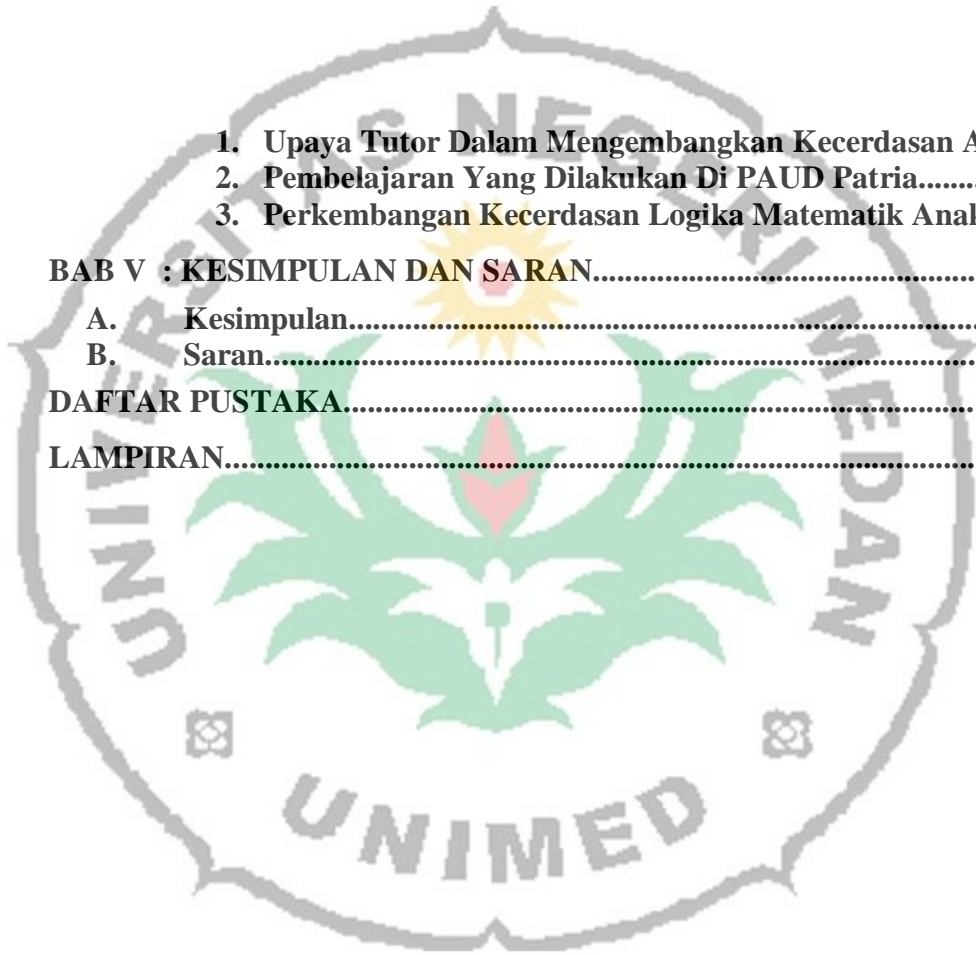 1. Upaya Tutor Dalam Mengembangkan Kecerdasan
2. Pembelajaran Yang Dilakukan Di PAUD Patria........
3. Perkembangan Kecerdasan Logika Matematik
BAB V : KESIMPULAN DAN SARAN........................................................
A. Kesimpulan........................................................................................
B. Saran....................................................................................................
DAFTAR PUSTAKA.................................................................................
LAMPIRAN...............................................................................................
UNIVERSITAS NEGERI MEDAN
UNIMED